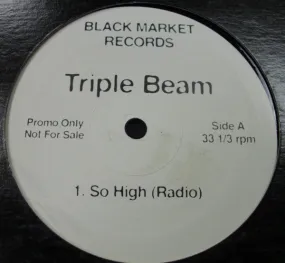 BLACK MARKET
RECORDS
Triple Beam
Promo Only
Not For Sale
Side A
33 1/3 rpm
1. So High (Radio)